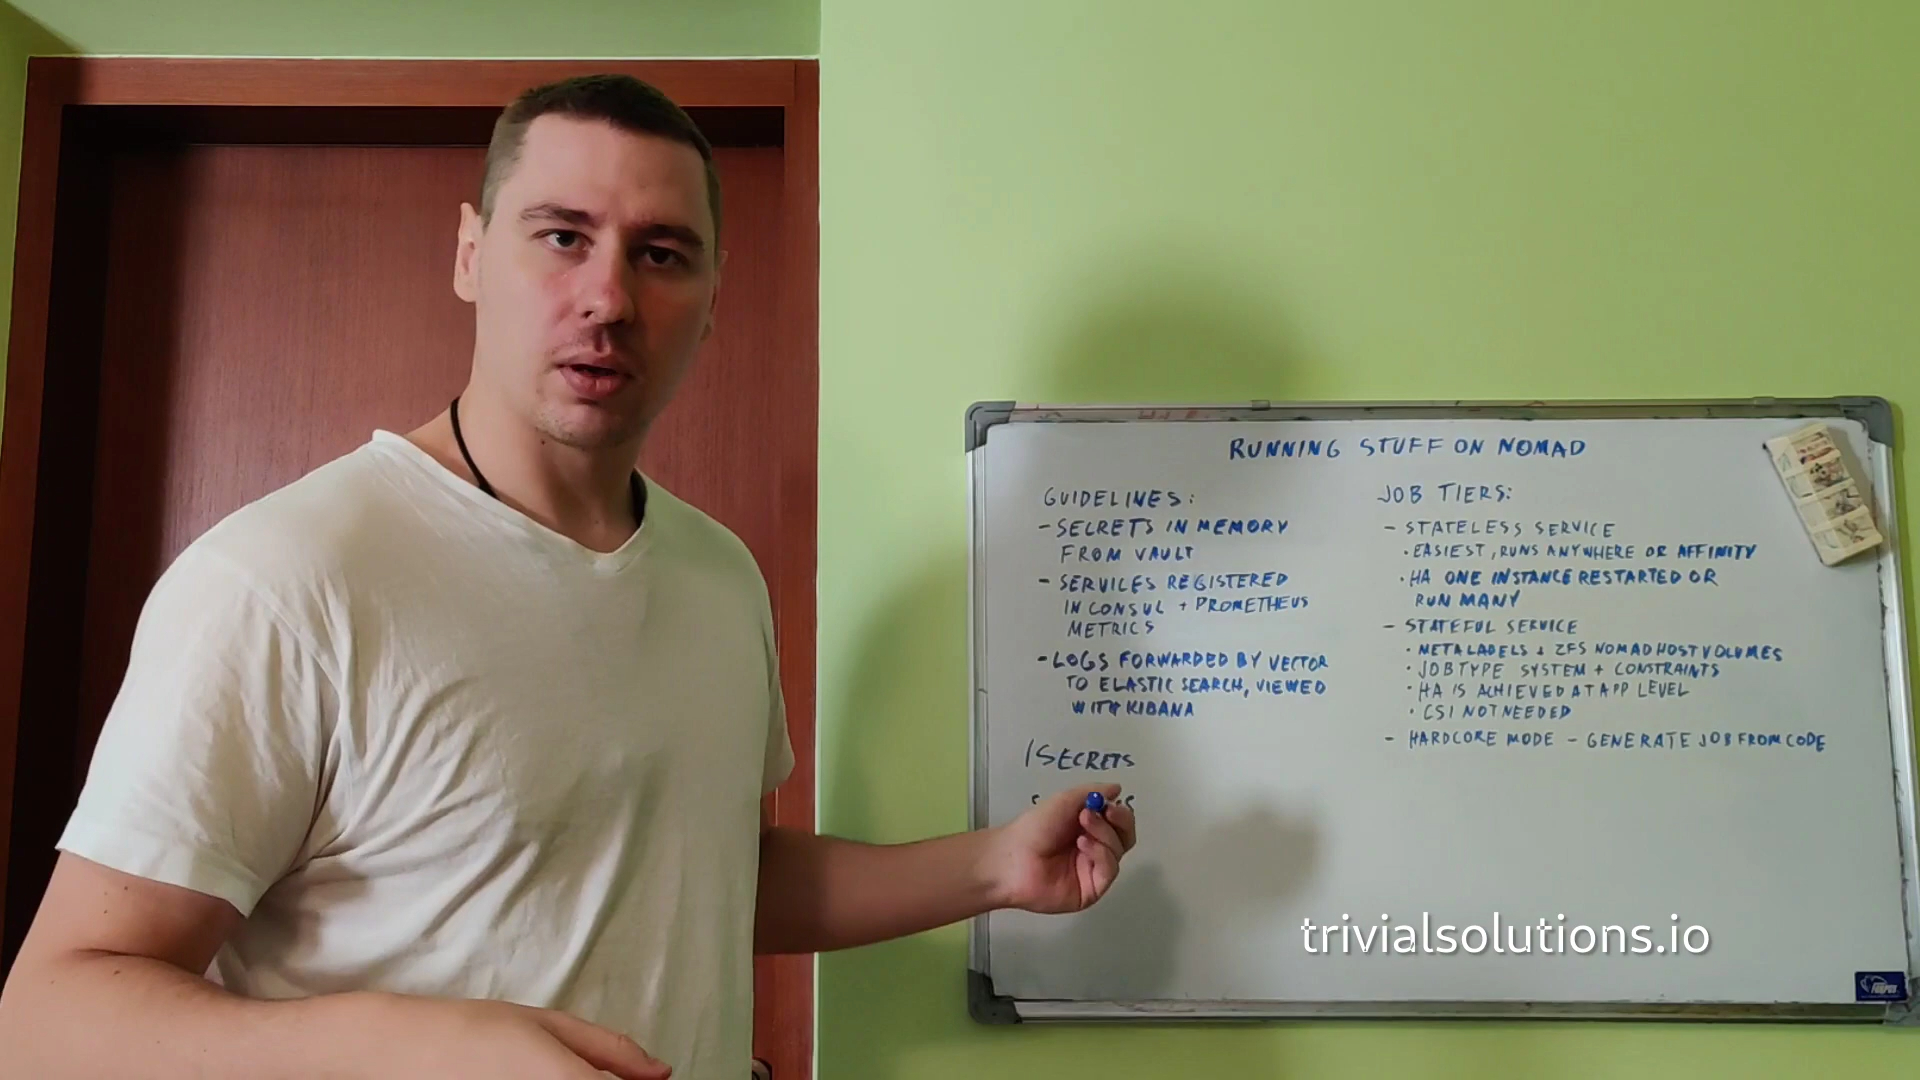 RUNNING STUFF ON NOMAD
GUIDELINES:
- SECRETS IN MEMORY
FROM VAULT
- SERVICES REGISTERED
IN CONSUL + PROMETHEUS
METRICS
- LOGS FORWARDED BY VECTOR
TO ELASTIC SEARCH, VIEWED
WITH KIBANA
/SECRETS
JOB TIERS:
- STATELESS SERVICE
· EASIEST, RUNS ANYWHERE OR AFFINITY
· HA ONE INSTANCE RESTARTED OR
RUN MANY
- STATEFUL SERVICE
· META LABELS + ZFS NOMAD HOST VOLUMES
· JOB TYPE SYSTEM + CONSTRAINTS
· HA IS ACHIEVED AT APP LEVEL
· CSI NOT NEEDED
- HARDCORE MODE - GENERATE JOB FROM CODE
trivialsolutions.io